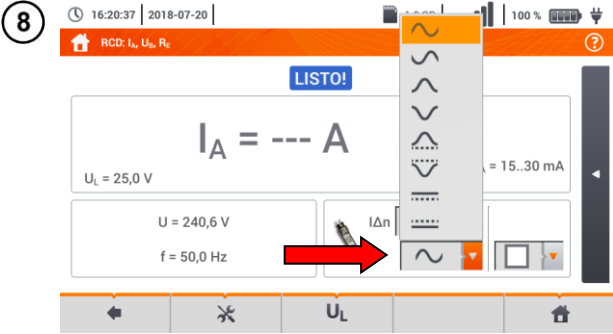 8
16:20:37 2018-07-20
100 %
RCD: IA, UB, RE
?
LISTO!
IA = --- A
UL = 25,0 V
= 15..30 mA
U = 240,6 V
f = 50,0 Hz
IΔn
UL